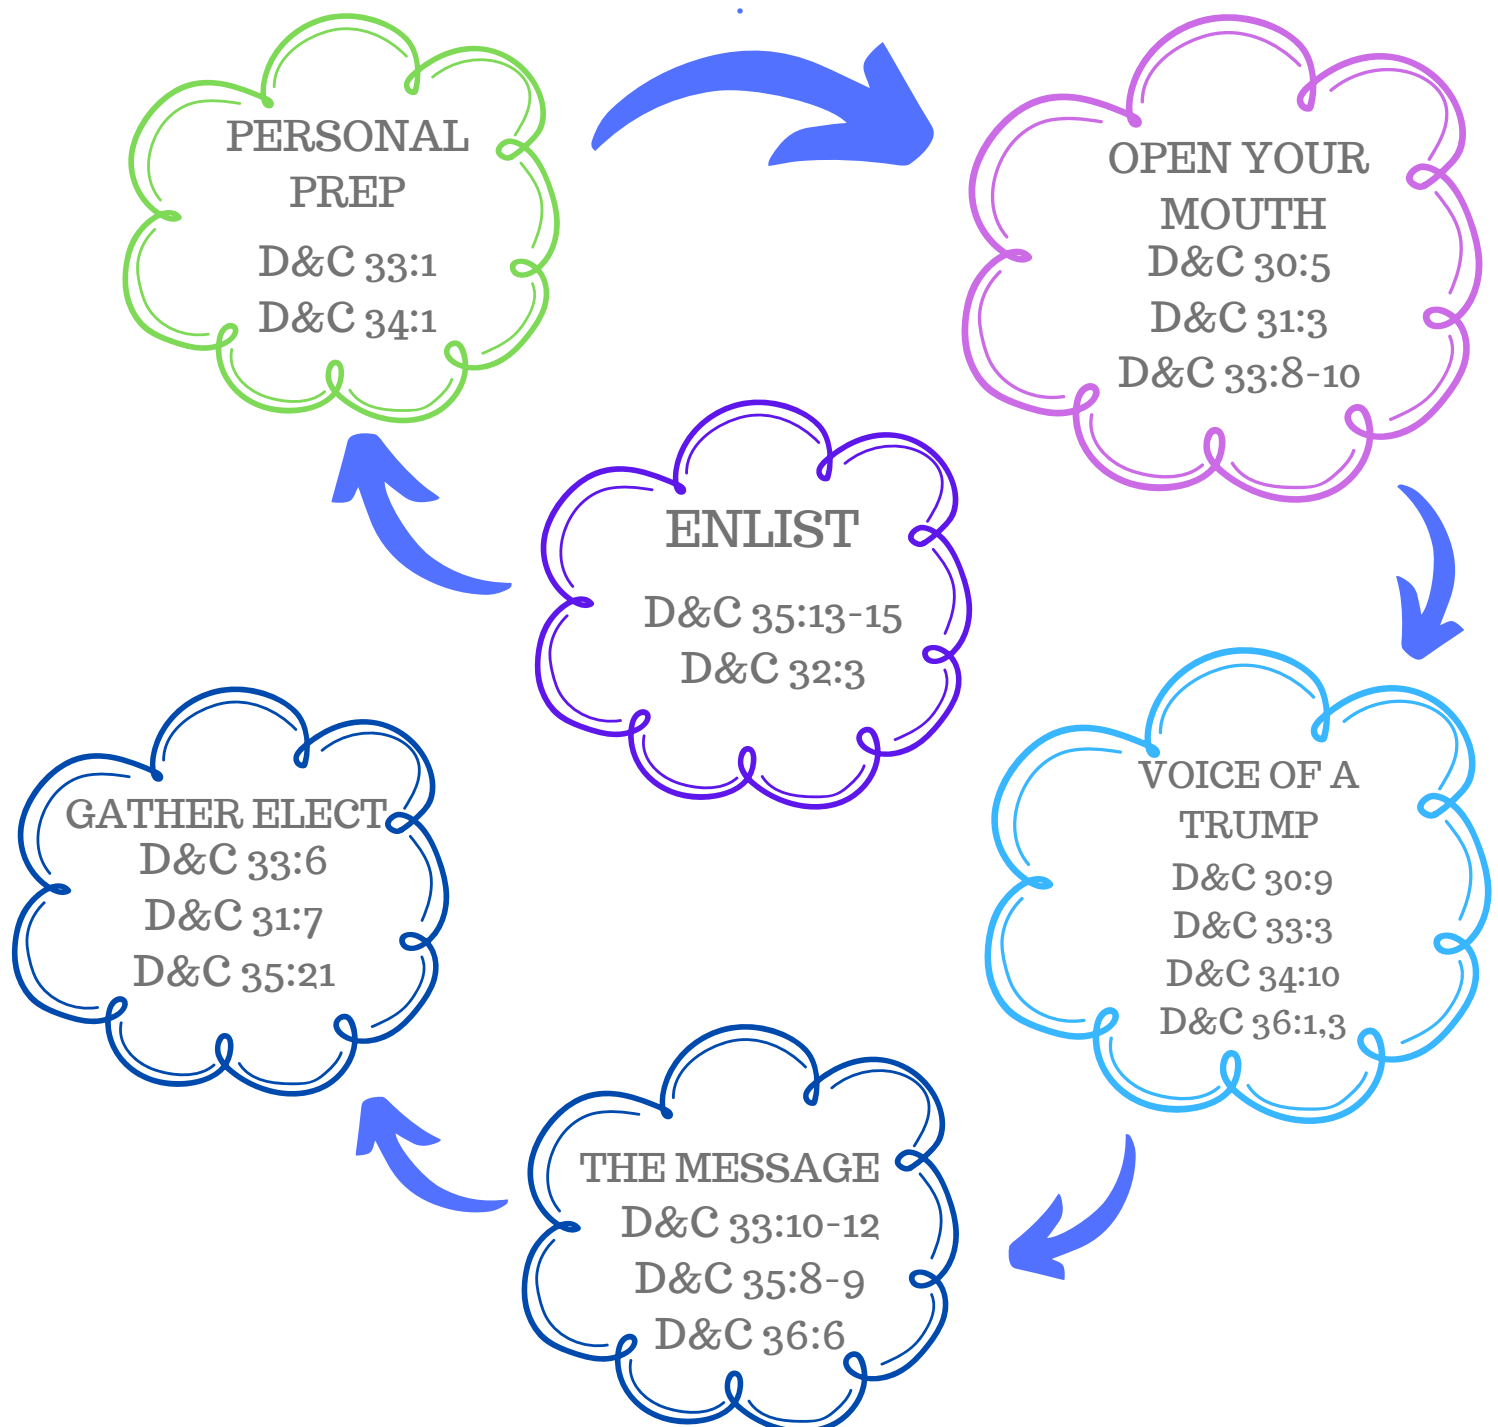 PERSONAL
PREP
D&C 33:1
D&C 34:1
OPEN YOUR
MOUTH
D&C 30:5
D&C 31:3
D&C 33:8-10
ENLIST
D&C 35:13-15
D&C 32:3
VOICE OF A
TRUMP
D&C 30:9
D&C 33:3
D&C 34:10
D&C 36:1,3
GATHER ELECT
D&C 33:6
D&C 31:7
D&C 35:21
THE MESSAGE
D&C 33:10-12
D&C 35:8-9
D&C 36:6